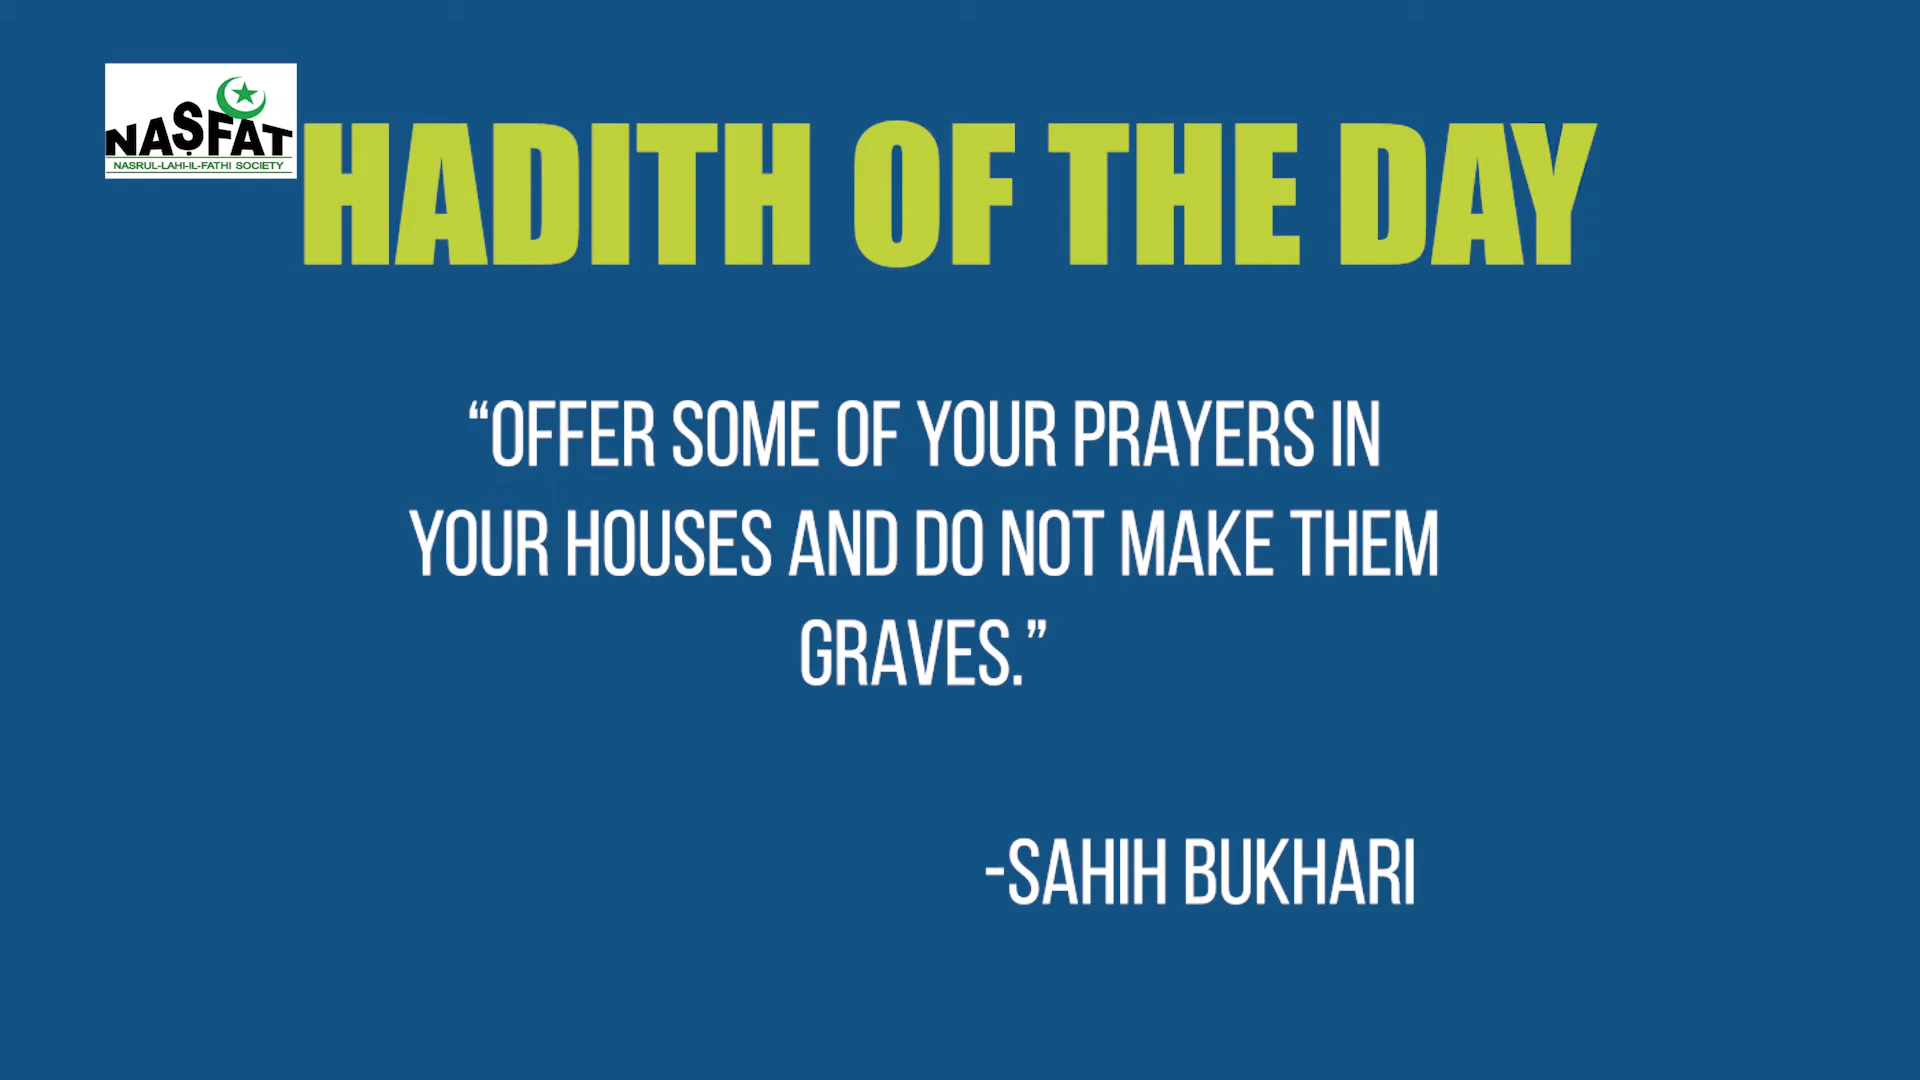 NAṢFAT
NASRUL-LAHI-IL-FATHI SOCIETY
HADITH OF THE DAY
“OFFER SOME OF YOUR PRAYERS IN
YOUR HOUSES AND DO NOT MAKE THEM
GRAVES.”
-SAHIH BUKHARI